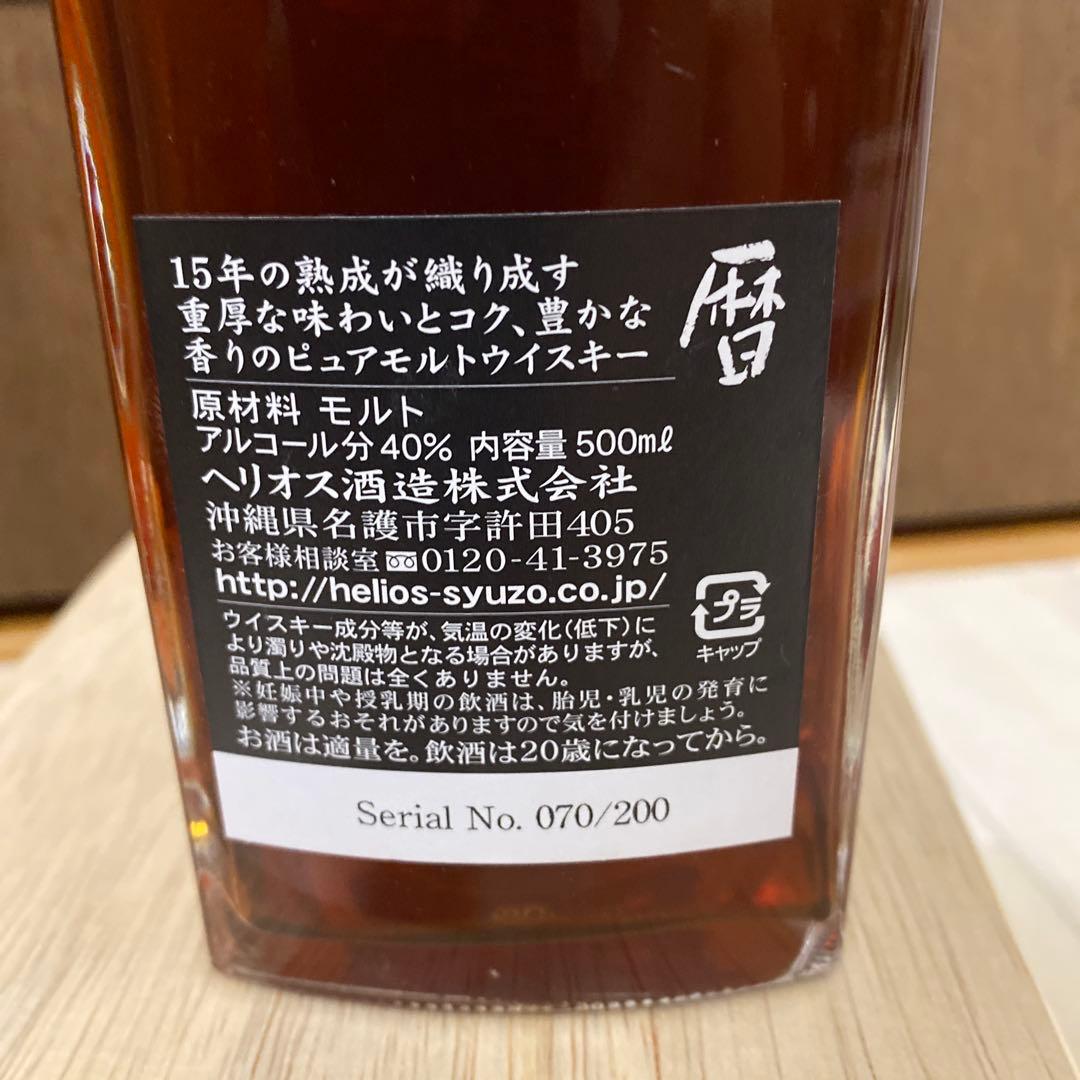 暦
15年の熟成が織り成す
重厚な味わいとコク、豊かな
香りのピュアモルトウイスキー
原材料 モルト
アルコール分40% 内容量500mℓ
ヘリオス酒造株式会社
沖縄県名護市字許田405
お客様相談室 0120-41-3975
http://helios-syuzo.co.jp/
プラ
キャップ
ウイスキー成分等が、気温の変化(低下)に
より濁りや沈殿物となる場合がありますが、
品質上の問題は全くありません。
※妊娠中や授乳期の飲酒は、胎児・乳児の発育に
影響するおそれがありますので気を付けましょう。
お酒は適量を。飲酒は20歳になってから。
Serial No. 070/200